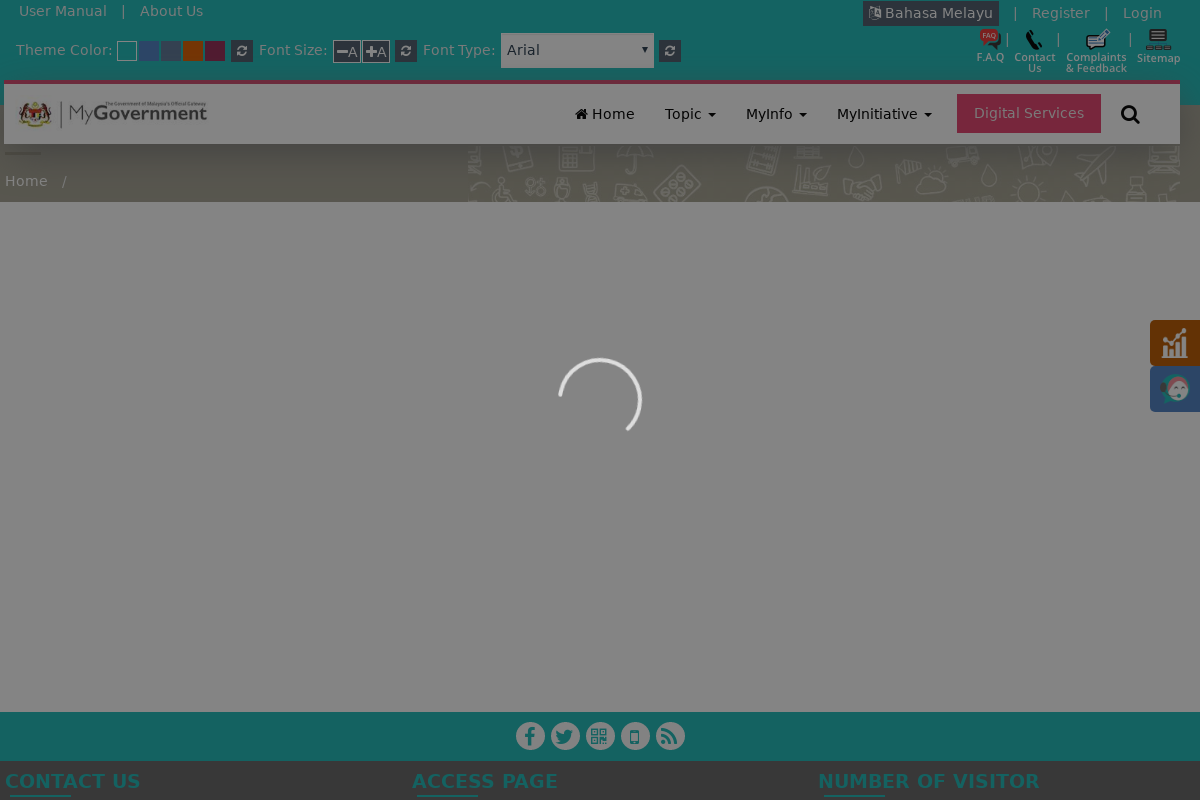 User Manual | About Us
Bahasa Melayu | Register | Login
Theme Color: Font Size: A A Font Type: Arial
FAQ
F.A.Q | Contact Us | Complaints & Feedback | Sitemap
The Government of Malaysia's Official Gateway
MyGovernment
Home Topic MyInfo MyInitiative Digital Services
Home /
CONTACT US ACCESS PAGE NUMBER OF VISITOR